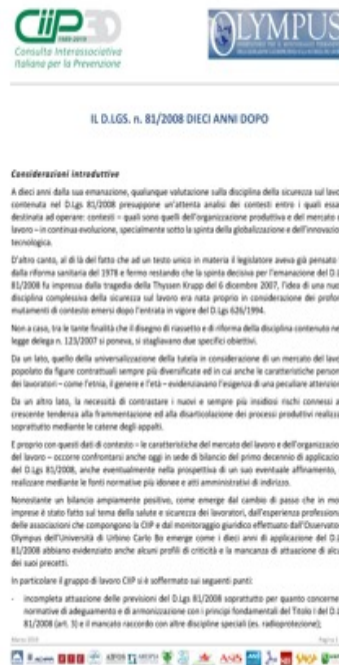 CiiP 30
1989-2019
Consulta Interassociativa
Italiana per la Prevenzione
OLYMPUS
IL D.LGS. n. 81/2008 DIECI ANNI DOPO
Considerazioni introduttive
A dieci anni dalla sua emanazione, qualunque valutazione sulla disciplina della sicurezza sul lavo
contenuta nel D.Lgs 81/2008 presuppone un'attenta analisi dei contesti entro i quali essa
destinata ad operare: contesti – quali sono quelli dell'organizzazione produttiva e del mercato
lavoro – in continua evoluzione, specialmente sotto la spinta della globalizzazione e dell'innovazio
tecnologica.
D'altro canto, al di là del fatto che ad un testo unico in materia il legislatore aveva già pensato
dalla riforma sanitaria del 1978 e fermo restando che la spinta decisiva per l'emanazione del D.L
81/2008 fu impressa dalla tragedia della Thyssen Krupp del 6 dicembre 2007, l'idea di una nuo
disciplina complessiva della sicurezza sul lavoro era nata proprio in considerazione dei profon
mutamenti di contesto emersi dopo l'entrata in vigore del D.Lgs 626/1994.
Non a caso, tra le tante finalità che il disegno di riassetto e di riforma della disciplina contenuto ne
legge delega n. 123/2007 si poneva, si stagliavano due specifici obiettivi.
Da un lato, quello della universalizzazione della tutela in considerazione di un mercato del lavo
popolato da figure contrattuali sempre più diversificate ed in cui anche le caratteristiche person
dei lavoratori – come l'etnia, il genere e l'età – evidenziavano l'esigenza di una peculiare attenzion
Da un altro lato, la necessità di contrastare i nuovi e sempre più insidiosi rischi connessi a
crescente tendenza alla frammentazione ed alla disarticolazione dei processi produttivi realizza
soprattutto mediante le catene degli appalti.
E proprio con questi dati di contesto – le caratteristiche del mercato del lavoro e dell'organizzazio
del lavoro – occorre confrontarsi anche oggi in sede di bilancio del primo decennio di applicazio
del D.Lgs 81/2008, anche eventualmente nella prospettiva di un suo eventuale affinamento,
realizzare mediante le fonti normative più idonee e atti amministrativi di indirizzo.
Nonostante un bilancio ampiamente positivo, come emerge dal cambio di passo che in mo
imprese è stato fatto sul tema della salute e sicurezza dei lavoratori, dall'esperienza profession
delle associazioni che compongono la CIIP e dal monitoraggio giuridico effettuato dall'Osservato
Olympus dell'Università di Urbino Carlo Bo emerge come i dieci anni di applicazione del D.L
81/2008 abbiano evidenziato anche alcuni profili di criticità e la mancanza di attuazione di alcu
dei suoi precetti.
In particolare il gruppo di lavoro CIIP si è soffermato sui seguenti punti:
- incompleta attuazione delle previsioni del D.Lgs 81/2008 soprattutto per quanto concerne
normative di adeguamento e di armonizzazione con i principi fondamentali del Titolo I del D.L
81/2008 (art. 3) e il mancato raccordo con altre discipline speciali (es. radioprotezione);
Marzo 2019
Pagina 1